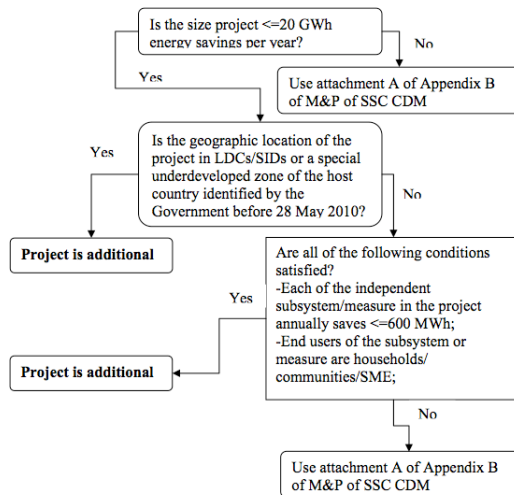 Is the size project <=20 GWh
energy savings per year?
No
Yes
Use attachment A of Appendix B
of M&P of SSC CDM
Is the geographic location of the
project in LDCs/SIDs or a special
underdeveloped zone of the host
country identified by the
Government before 28 May 2010?
Yes
No
Project is additional
Are all of the following conditions
satisfied?
-Each of the independent
subsystem/measure in the project
annually saves <=600 MWh;
-End users of the subsystem or
measure are households/
communities/SME;
Yes
Project is additional
No
Use attachment A of Appendix B
of M&P of SSC CDM